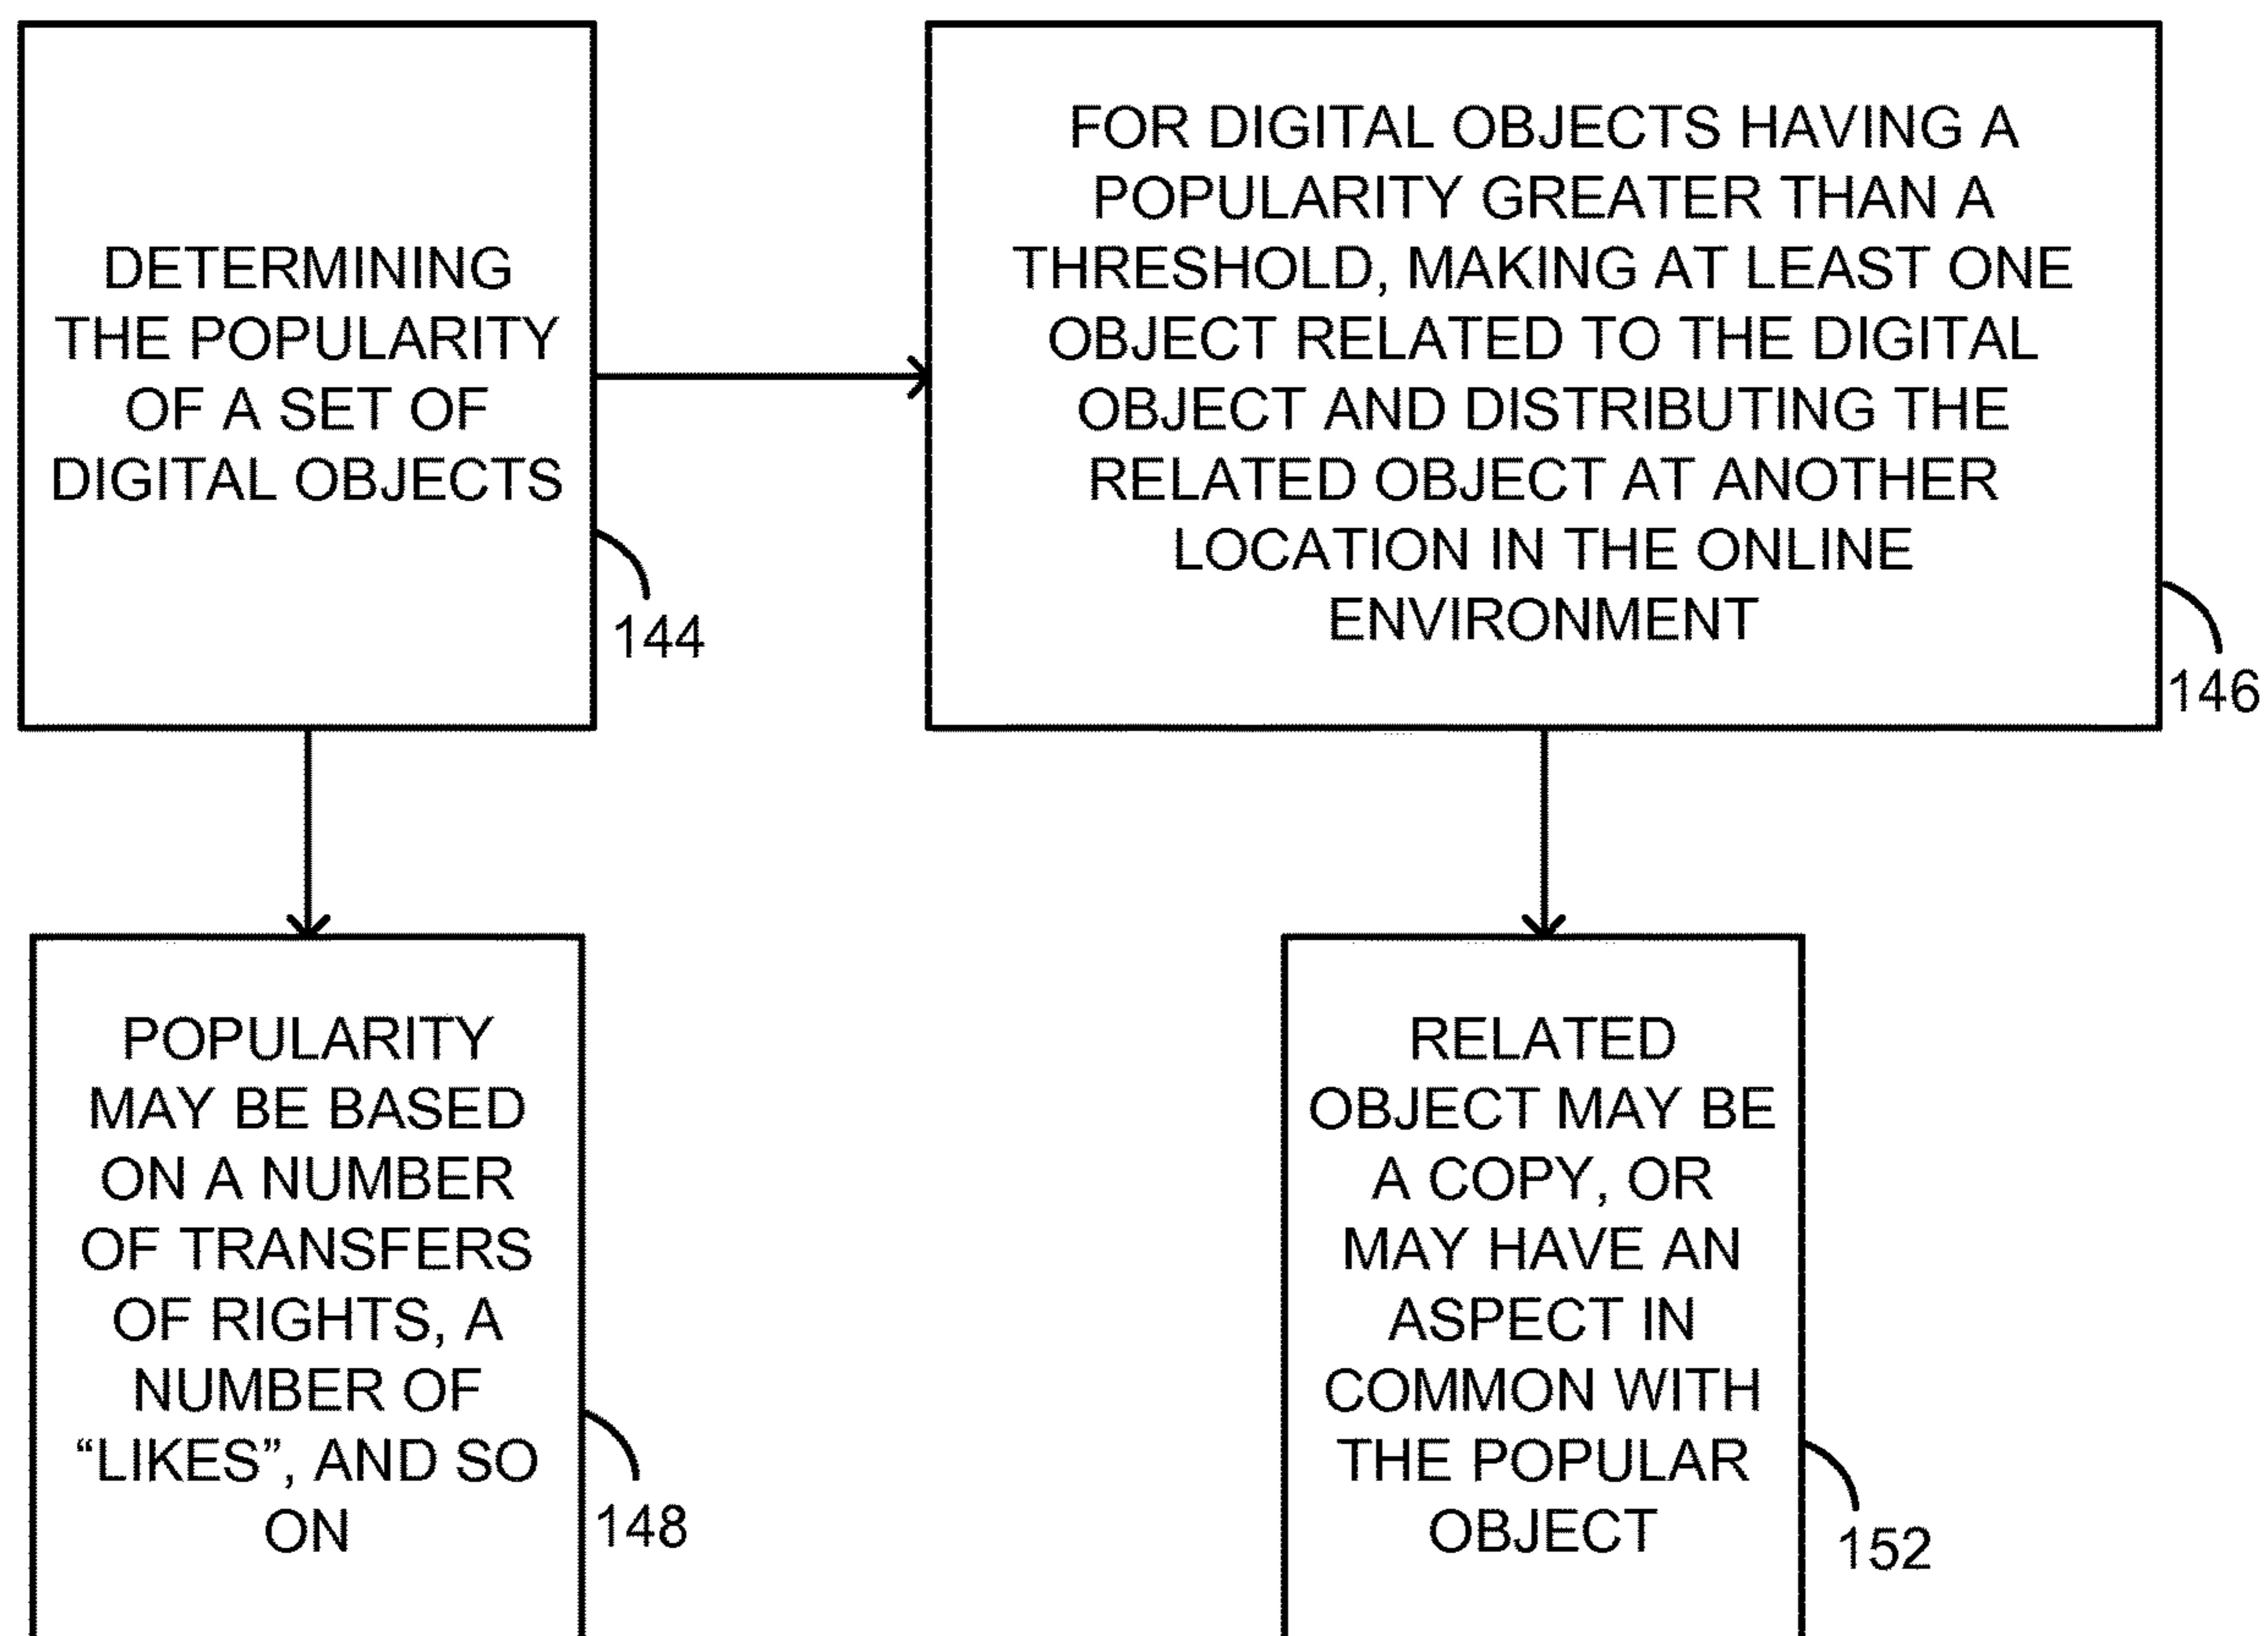 DETERMINING
THE POPULARITY
OF A SET OF
DIGITAL OBJECTS
144
FOR DIGITAL OBJECTS HAVING A
POPULARITY GREATER THAN A
THRESHOLD, MAKING AT LEAST ONE
OBJECT RELATED TO THE DIGITAL
OBJECT AND DISTRIBUTING THE
RELATED OBJECT AT ANOTHER
LOCATION IN THE ONLINE
ENVIRONMENT
146
POPULARITY
MAY BE BASED
ON A NUMBER
OF TRANSFERS
OF RIGHTS, A
NUMBER OF
“LIKES”, AND SO
ON
148
RELATED
OBJECT MAY BE
A COPY, OR
MAY HAVE AN
ASPECT IN
COMMON WITH
THE POPULAR
OBJECT
152